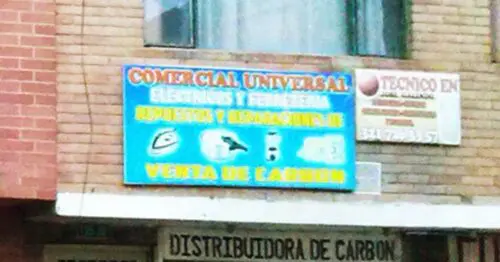 COMERCIAL UNIVERSAL
ELECTRICOS Y FERRETERIA
REPUESTOS Y REPARACIONES DE
VENTA DE CARBON
TECNICO EN
DISTRIBUIDORA DE CARBON